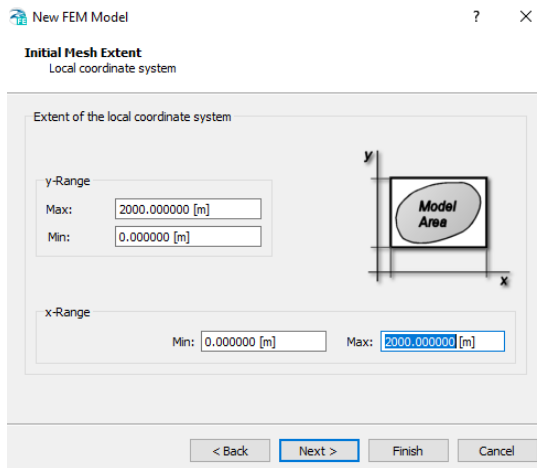 New FEM Model ? X
Initial Mesh Extent
Local coordinate system
Extent of the local coordinate system
y-Range
Max: 2000.000000 [m]
Min: 0.000000 [m]
y
Model
Area
x
x-Range
Min: 0.000000 [m] Max: 2000.000000 [m]
< Back Next > Finish Cancel